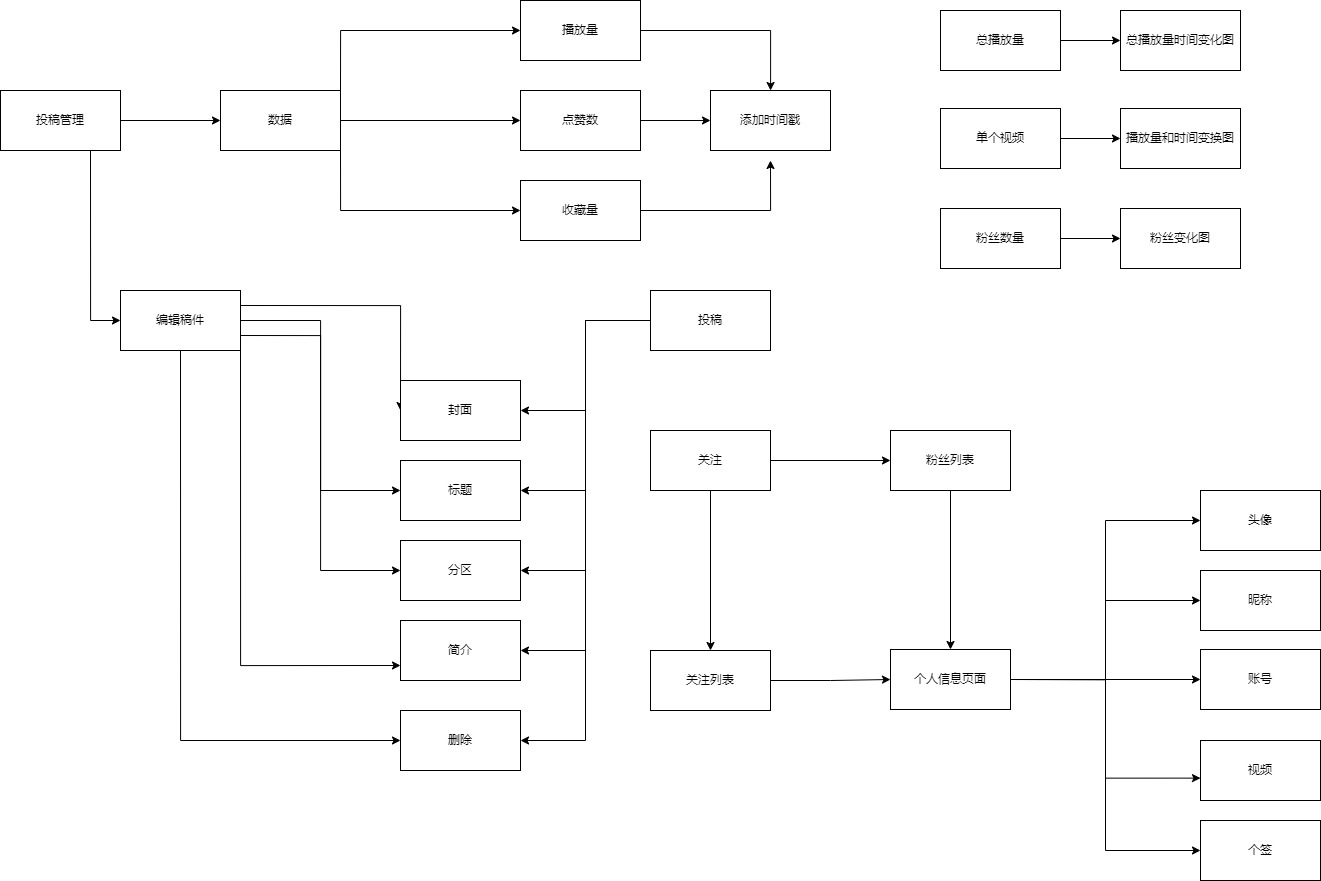 播放量
总播放量
总播放量时间变化图
投稿管理
数据
点赞数
添加时间戳
单个视频
播放量和时间变换图
收藏量
粉丝数量
粉丝变化图
编辑稿件
投稿
封面
关注
粉丝列表
标题
头像
分区
昵称
简介
关注列表
个人信息页面
账号
删除
视频
个签